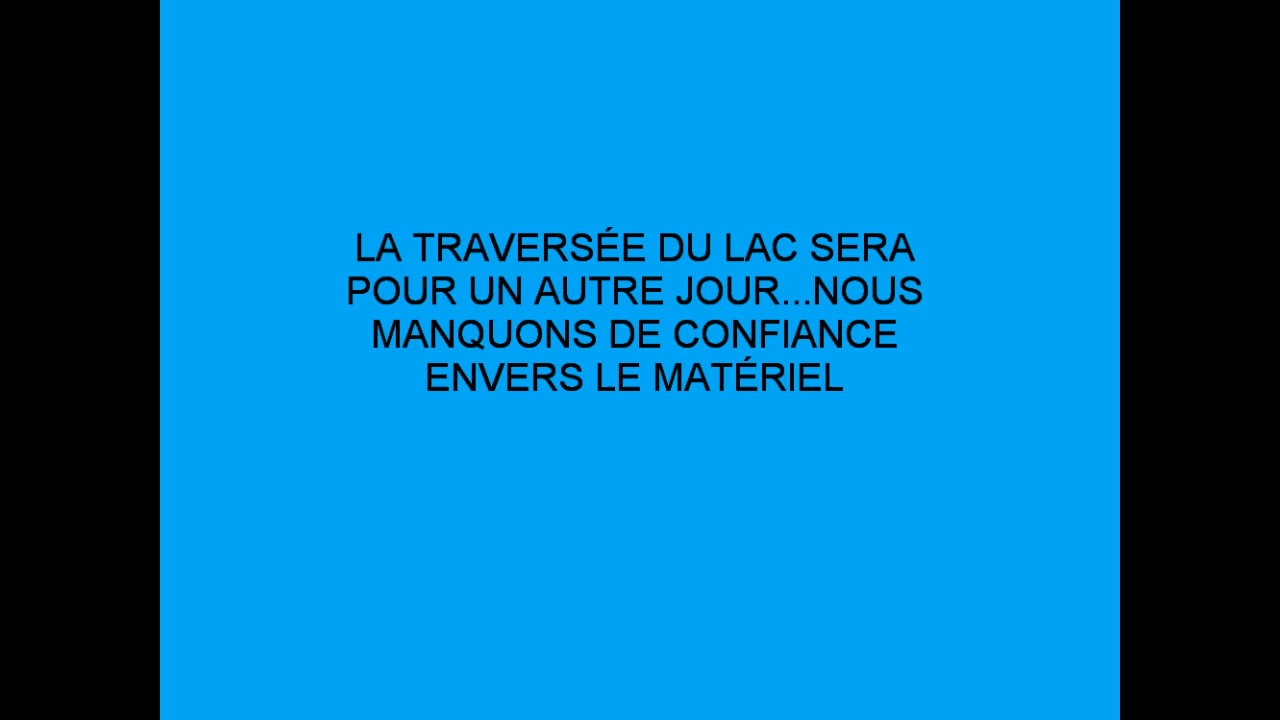 LA TRAVERSÉE DU LAC SERA
POUR UN AUTRE JOUR...NOUS
MANQUONS DE CONFIANCE
ENVERS LE MATÉRIEL